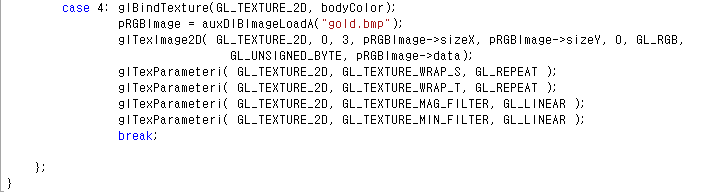 case 4: glBindTexture(GL_TEXTURE_2D, bodyColor);
pRGBImage = auxDIBImageLoadA("gold.bmp");
glTexImage2D( GL_TEXTURE_2D, 0, 3, pRGBImage->sizeX, pRGBImage->sizeY, 0, GL_RGB,
GL_UNSIGNED_BYTE, pRGBImage->data);
glTexParameteri( GL_TEXTURE_2D, GL_TEXTURE_WRAP_S, GL_REPEAT );
glTexParameteri( GL_TEXTURE_2D, GL_TEXTURE_WRAP_T, GL_REPEAT );
glTexParameteri( GL_TEXTURE_2D, GL_TEXTURE_MAG_FILTER, GL_LINEAR );
glTexParameteri( GL_TEXTURE_2D, GL_TEXTURE_MIN_FILTER, GL_LINEAR );
break;
};
}